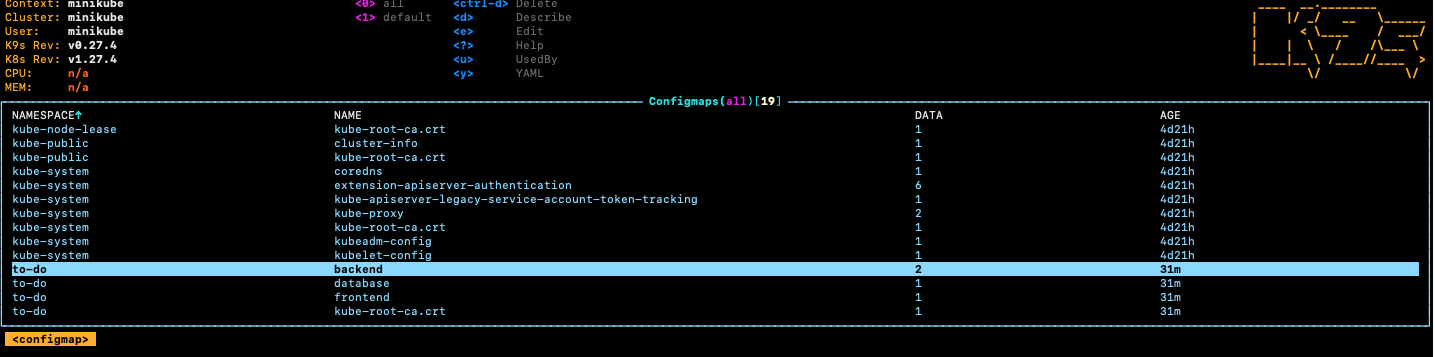 Context: minikube <0> all <ctrl-d> Delete
Cluster: minikube <1> default <d> Describe
User: minikube <e> Edit
K9s Rev: v0.27.4 <?> Help
K8s Rev: v1.27.4 <u> UsedBy
CPU: n/a <y> YAML
MEM: n/a
Configmaps(all)[19]
NAMESPACE↑ NAME DATA AGE
kube-node-lease kube-root-ca.crt 1 4d21h
kube-public cluster-info 1 4d21h
kube-public kube-root-ca.crt 1 4d21h
kube-system coredns 1 4d21h
kube-system extension-apiserver-authentication 6 4d21h
kube-system kube-apiserver-legacy-service-account-token-tracking 1 4d21h
kube-system kube-proxy 2 4d21h
kube-system kube-root-ca.crt 1 4d21h
kube-system kubeadm-config 1 4d21h
kube-system kubelet-config 1 4d21h
to-do backend 2 31m
to-do database 1 31m
to-do frontend 1 31m
to-do kube-root-ca.crt 1 31m
<configmap>